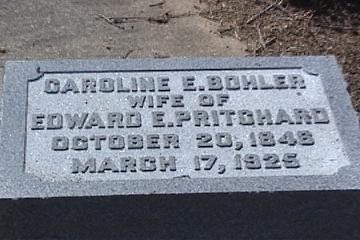 CAROLINE E. BOHLER
WIFE OF
EDWARD E. PRITCHARD
OCTOBER 20, 1848
MARCH 17, 1925